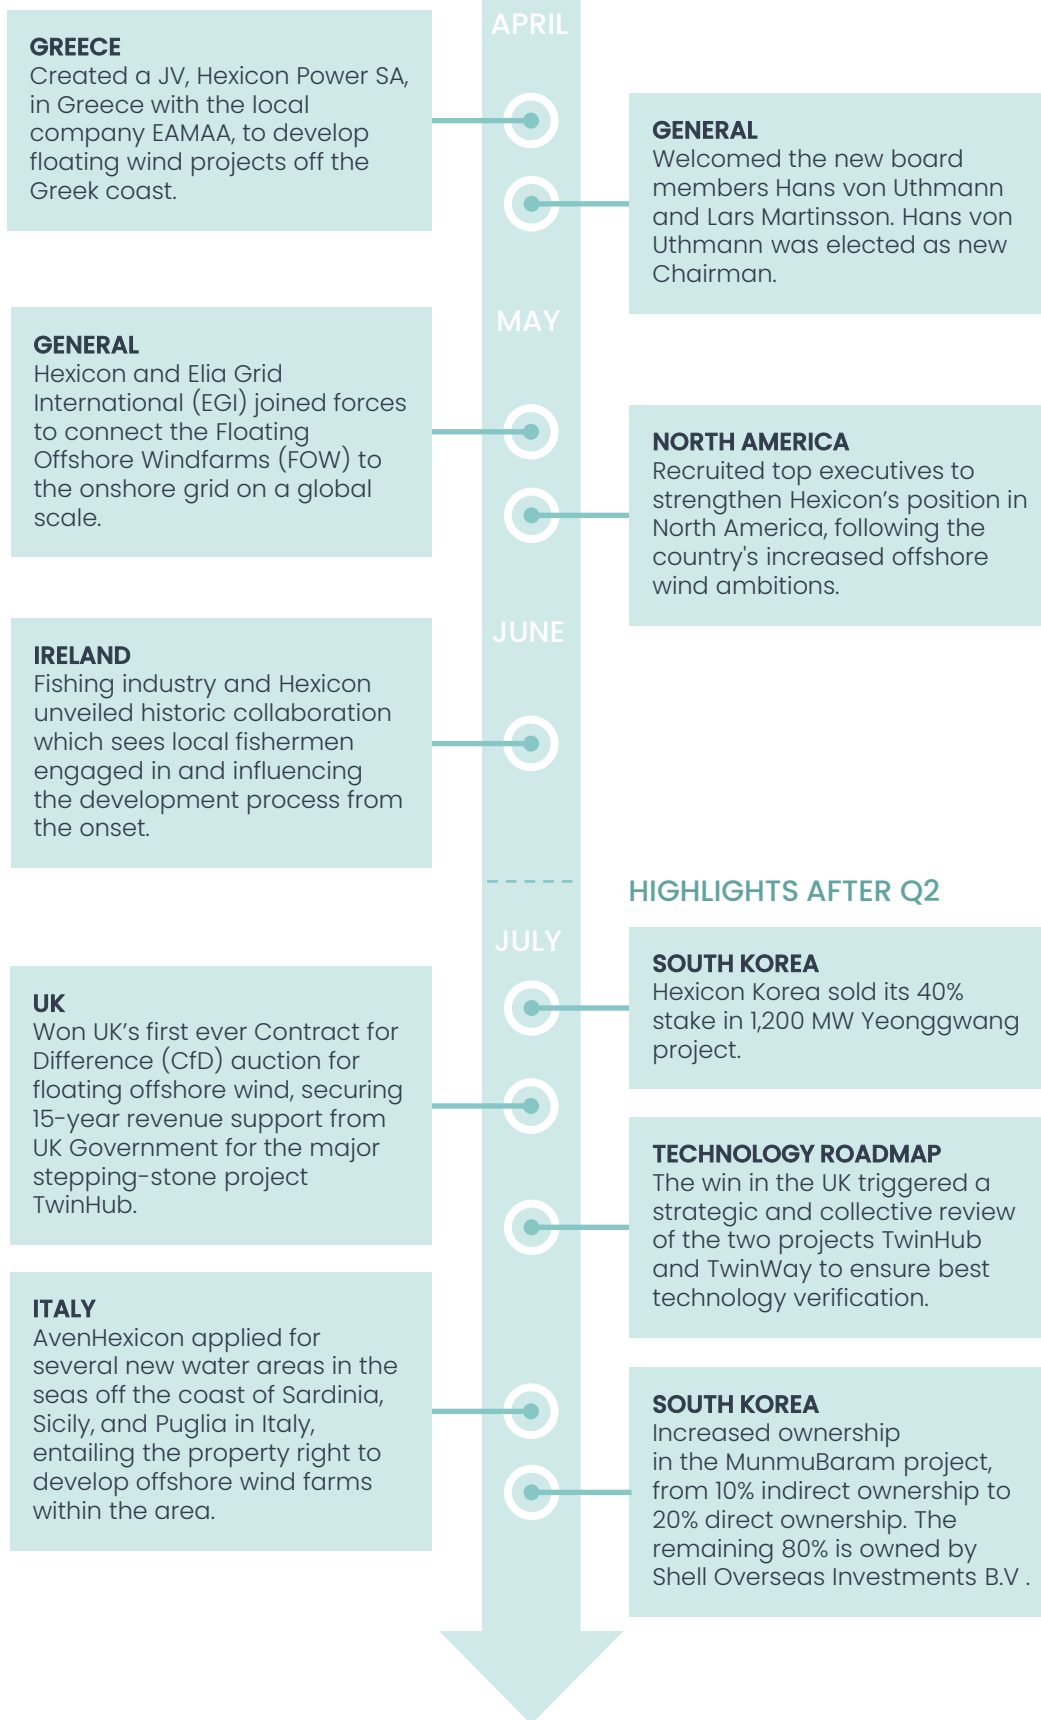 APRIL
GREECE
Created a JV, Hexicon Power SA,
in Greece with the local
company EAMAA, to develop
floating wind projects off the
Greek coast.
GENERAL
Welcomed the new board
members Hans von Uthmann
and Lars Martinsson. Hans von
Uthmann was elected as new
Chairman.
MAY
GENERAL
Hexicon and Elia Grid
International (EGI) joined forces
to connect the Floating
Offshore Windfarms (FOW) to
the onshore grid on a global
scale.
NORTH AMERICA
Recruited top executives to
strengthen Hexicon’s position in
North America, following the
country's increased offshore
wind ambitions.
JUNE
IRELAND
Fishing industry and Hexicon
unveiled historic collaboration
which sees local fishermen
engaged in and influencing
the development process from
the onset.
HIGHLIGHTS AFTER Q2
JULY
SOUTH KOREA
Hexicon Korea sold its 40%
stake in 1,200 MW Yeonggwang
project.
UK
Won UK’s first ever Contract for
Difference (CfD) auction for
floating offshore wind, securing
15-year revenue support from
UK Government for the major
stepping-stone project
TwinHub.
TECHNOLOGY ROADMAP
The win in the UK triggered a
strategic and collective review
of the two projects TwinHub
and TwinWay to ensure best
technology verification.
ITALY
AvenHexicon applied for
several new water areas in the
seas off the coast of Sardinia,
Sicily, and Puglia in Italy,
entailing the property right to
develop offshore wind farms
within the area.
SOUTH KOREA
Increased ownership
in the MunmuBaram project,
from 10% indirect ownership to
20% direct ownership. The
remaining 80% is owned by
Shell Overseas Investments B.V .